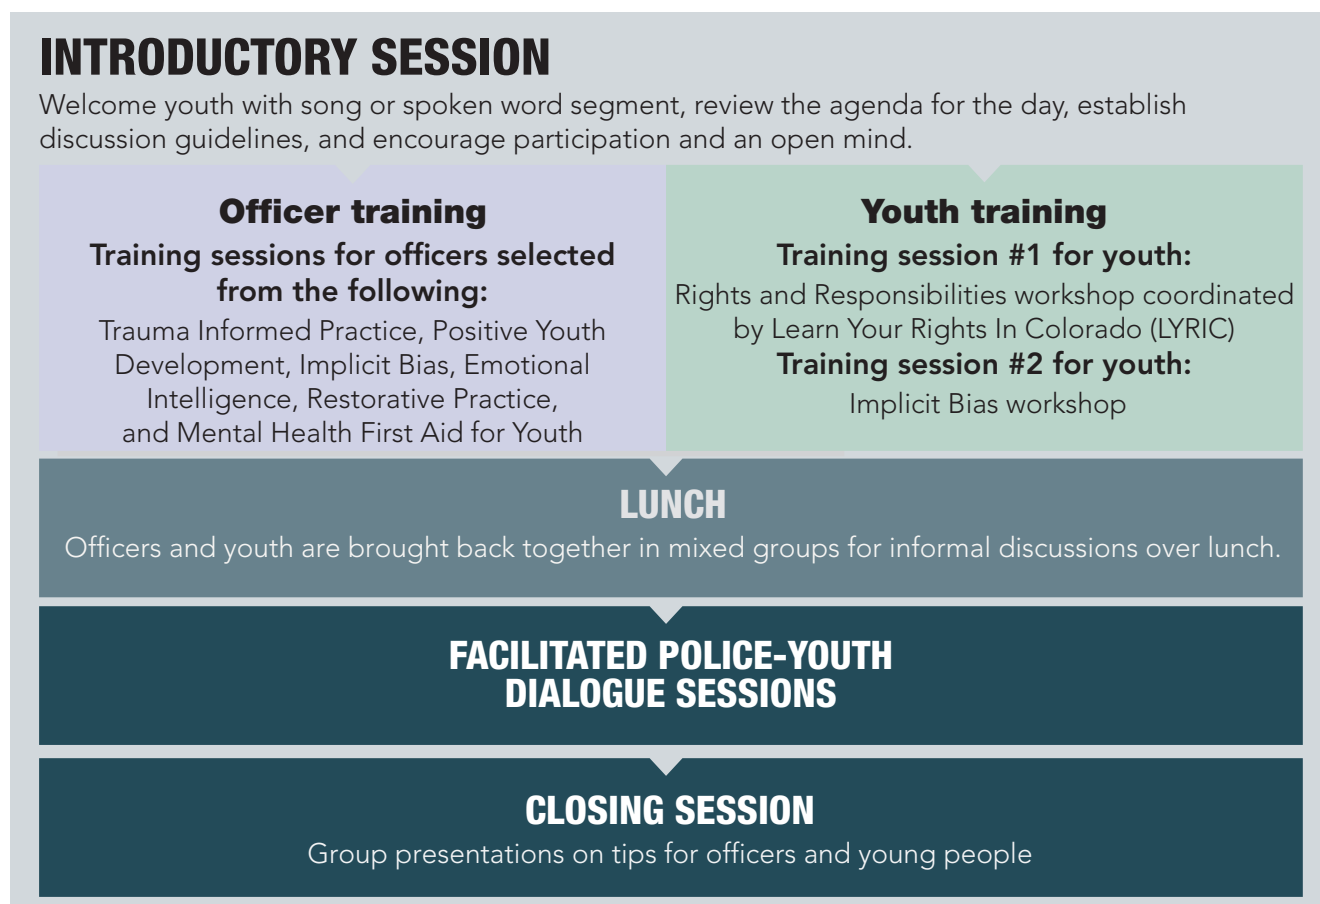 INTRODUCTORY SESSION
Welcome youth with song or spoken word segment, review the agenda for the day, establish
discussion guidelines, and encourage participation and an open mind.
Officer training
Training sessions for officers selected
from the following:
Trauma Informed Practice, Positive Youth
Development, Implicit Bias, Emotional
Intelligence, Restorative Practice,
and Mental Health First Aid for Youth
Youth training
Training session #1 for youth:
Rights and Responsibilities workshop coordinated
by Learn Your Rights In Colorado (LYRIC)
Training session #2 for youth:
Implicit Bias workshop
LUNCH
Officers and youth are brought back together in mixed groups for informal discussions over lunch.
FACILITATED POLICE-YOUTH
DIALOGUE SESSIONS
CLOSING SESSION
Group presentations on tips for officers and young people